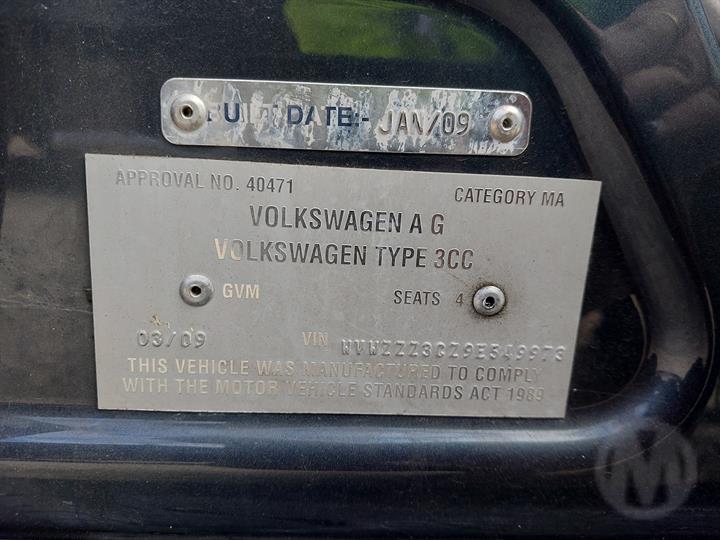 BUILT DATE:- JAN/09
APPROVAL NO. 40471 CATEGORY MA
VOLKSWAGEN A G
VOLKSWAGEN TYPE 3CC
GVM SEATS 4
03/09 VIN WVWZZZ3CZ9E549973
THIS VEHICLE WAS MANUFACTURED TO COMPLY
WITH THE MOTOR VEHICLE STANDARDS ACT 1989
M